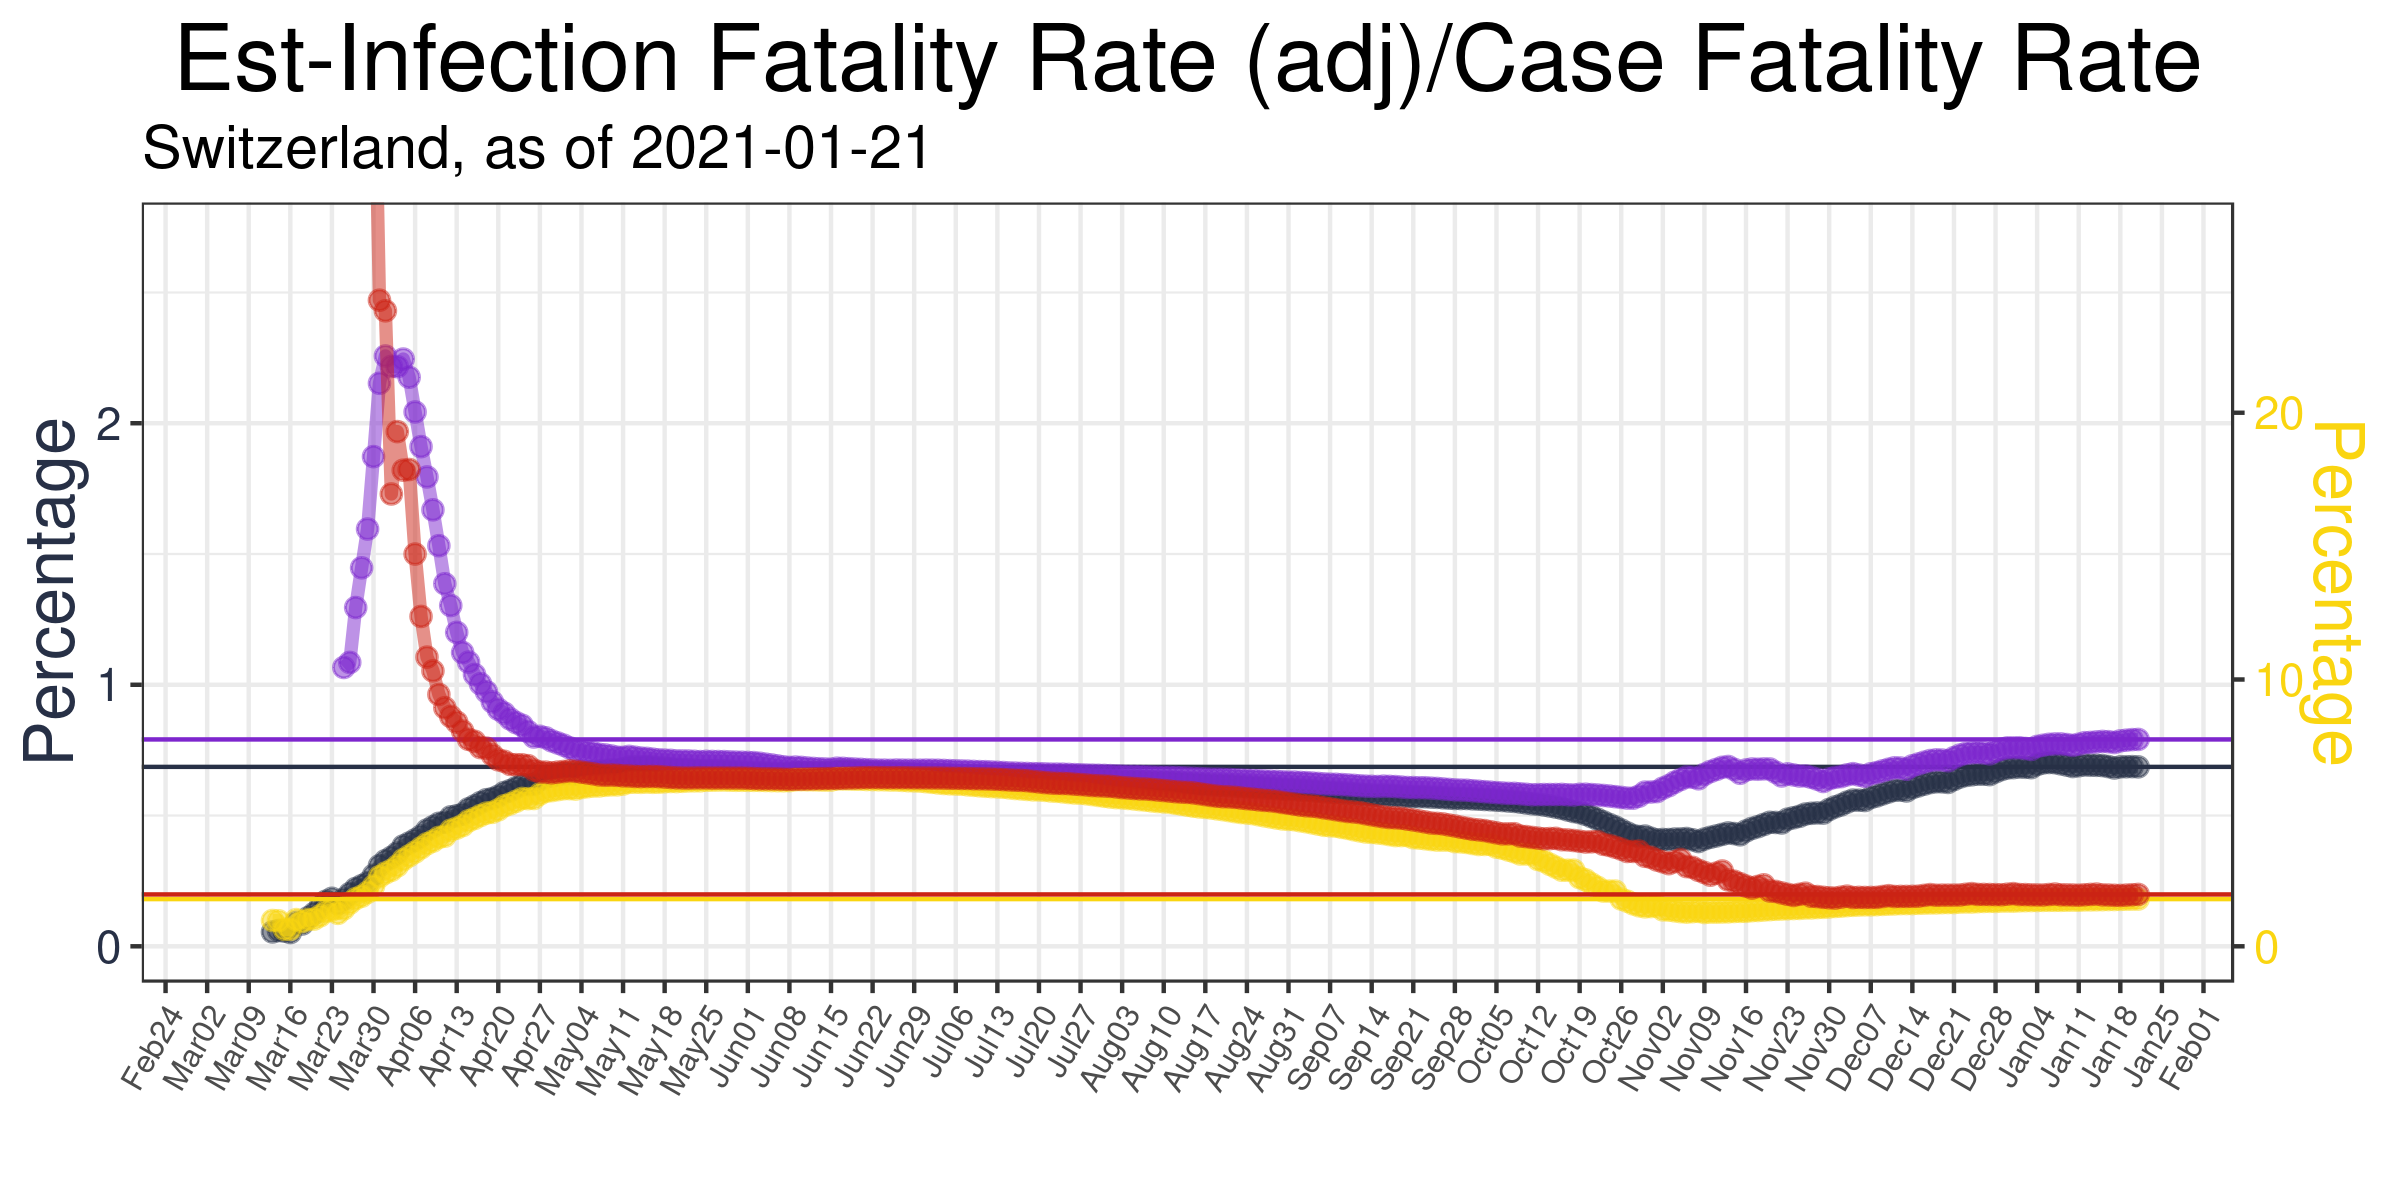 Est-Infection Fatality Rate (adj)/Case Fatality Rate
Switzerland, as of 2021-01-21
Percentage
2
1
0
20
10
0
Percentage
Feb24
Mar02
Mar09
Mar16
Mar23
Mar30
Apr06
Apr13
Apr20
Apr27
May04
May11
May18
May25
Jun01
Jun08
Jun15
Jun22
Jun29
Jul06
Jul13
Jul20
Jul27
Aug03
Aug10
Aug17
Aug24
Aug31
Sep07
Sep14
Sep21
Sep28
Oct05
Oct12
Oct19
Oct26
Nov02
Nov09
Nov16
Nov23
Nov30
Dec07
Dec14
Dec21
Dec28
Jan04
Jan11
Jan18
Jan25
Feb01